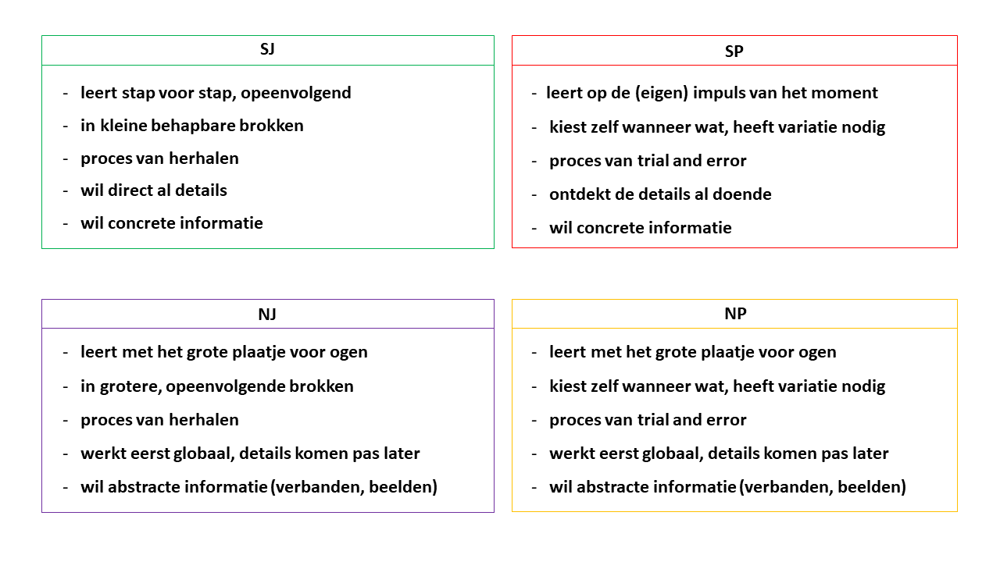 SJ
- leert stap voor stap, opeenvolgend
- in kleine behapbare brokken
- proces van herhalen
- wil direct al details
- wil concrete informatie
SP
- leert op de (eigen) impuls van het moment
- kiest zelf wanneer wat, heeft variatie nodig
- proces van trial and error
- ontdekt de details al doende
- wil concrete informatie
NJ
- leert met het grote plaatje voor ogen
- in grotere, opeenvolgende brokken
- proces van herhalen
- werkt eerst globaal, details komen pas later
- wil abstracte informatie (verbanden, beelden)
NP
- leert met het grote plaatje voor ogen
- kiest zelf wanneer wat, heeft variatie nodig
- proces van trial and error
- werkt eerst globaal, details komen pas later
- wil abstracte informatie (verbanden, beelden)